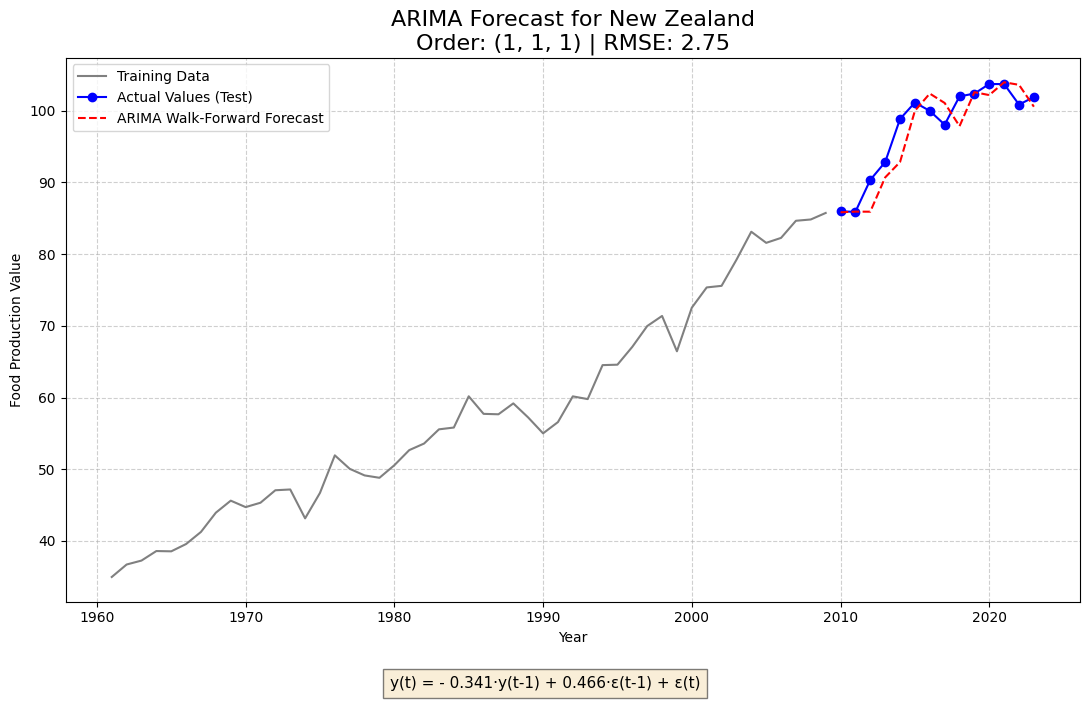 ARIMA Forecast for New Zealand
Order: (1, 1, 1) | RMSE: 2.75
Training Data
Actual Values (Test)
ARIMA Walk-Forward Forecast
Food Production Value
100
90
80
70
60
50
40
1960
1970
1980
1990
2000
2010
2020
Year
y(t) = - 0.341·y(t-1) + 0.466·ε(t-1) + ε(t)